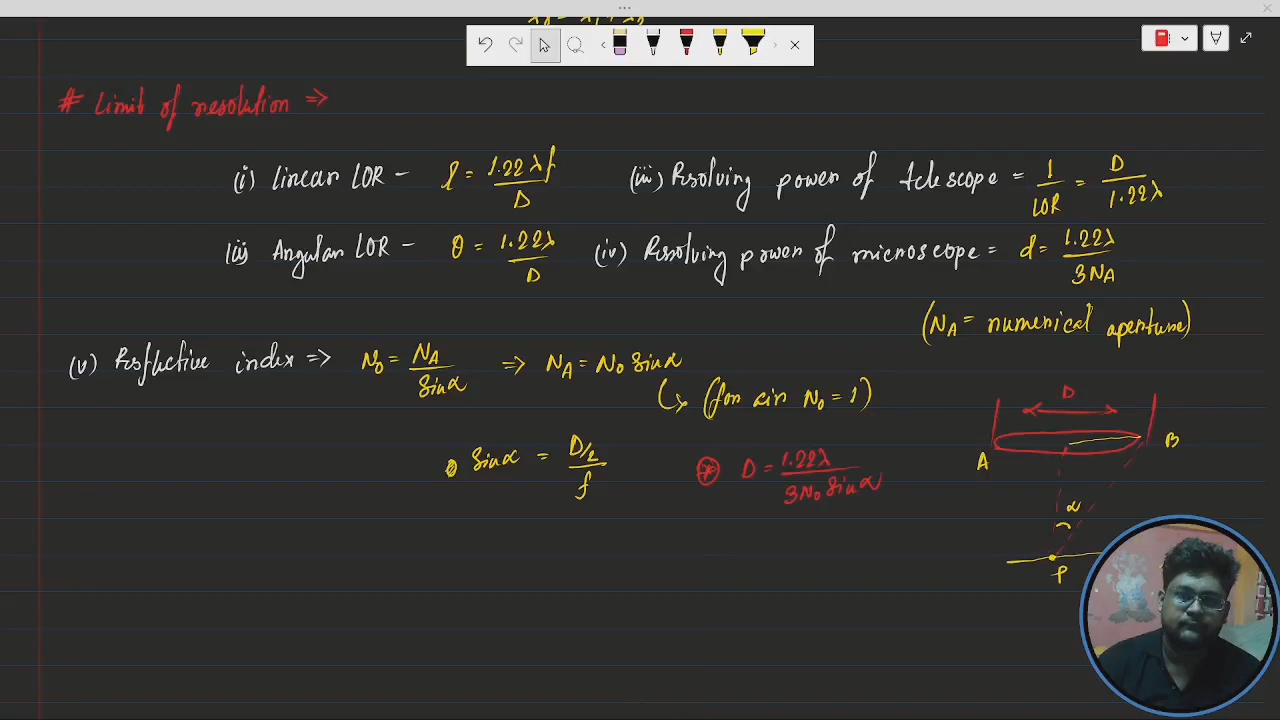 # Limit of resolution ⇒
(i) Linear LOR – l = 1.22λf/D
(iii) Resolving power of telescope = 1/LOR = D/1.22λ
(ii) Angular LOR – θ = 1.22λ/D
(iv) Resolving power of microscope = d = 1.22λ/3NA
(NA = numerical aperture)
(v) Reflective index ⇒ N₀ = NA/Sinα ⇒ NA = N₀ Sinα
↳ (for air N₀ = 1)
Sinα = D/2/f
D = 1.22λ/3N₀ Sinα
D
A
B
α
P